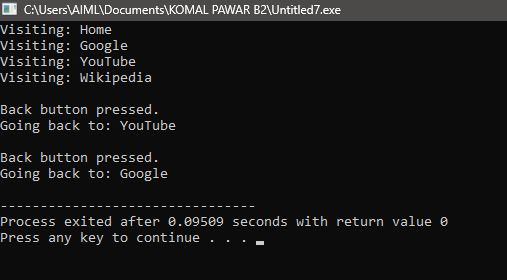 C:\Users\AIML\Documents\KOMAL PAWAR B2\Untitled7.exe
Visiting: Home
Visiting: Google
Visiting: YouTube
Visiting: Wikipedia
Back button pressed.
Going back to: YouTube
Back button pressed.
Going back to: Google
--------------------------------
Process exited after 0.09509 seconds with return value 0
Press any key to continue . . .